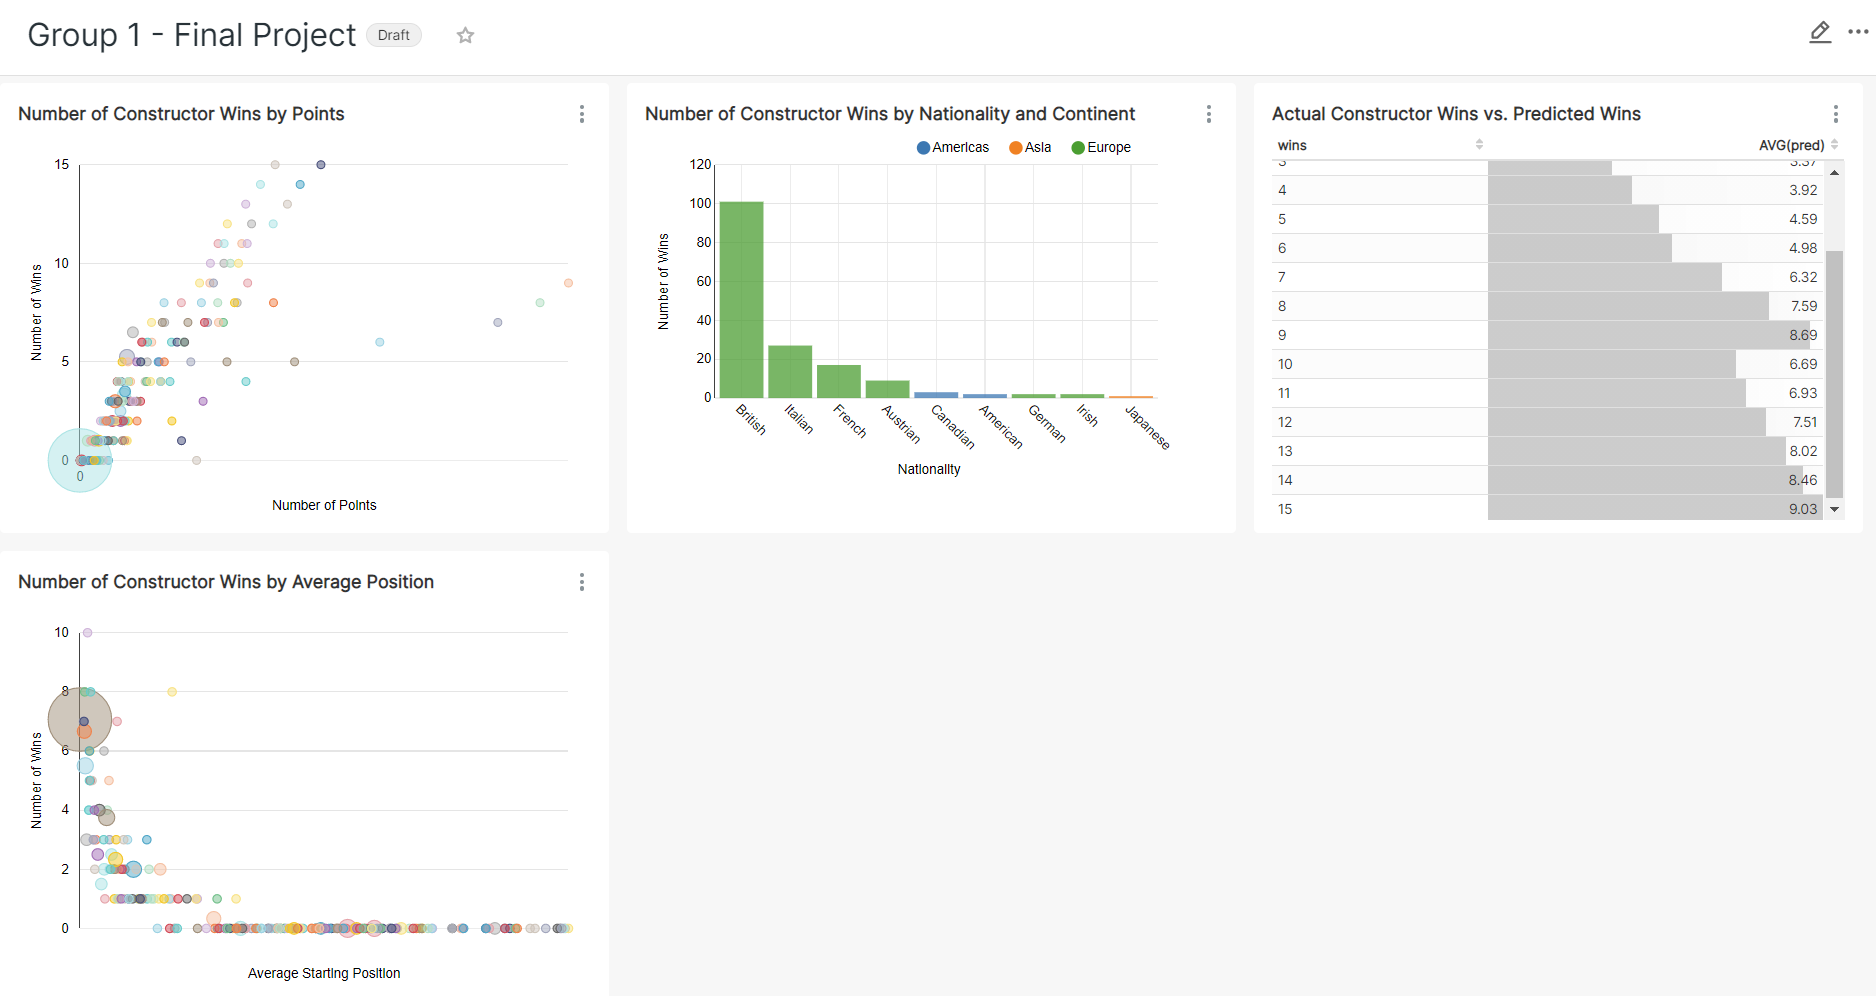 Group 1 - Final Project Draft
Number of Constructor Wins by Points
15
10
5
0
0
Number of Wins
Number of Points
Number of Constructor Wins by Nationality and Continent
Americas Asia Europe
120
100
80
60
40
20
0
Number of Wins
British Italian French Austrian Canadian American German Irish Japanese
Nationality
Actual Constructor Wins vs. Predicted Wins
wins AVG(pred)
3 3.37
4 3.92
5 4.59
6 4.98
7 6.32
8 7.59
9 8.69
10 6.69
11 6.93
12 7.51
13 8.02
14 8.46
15 9.03
Number of Constructor Wins by Average Position
10
8
6
4
2
0
Number of Wins
Average Starting Position